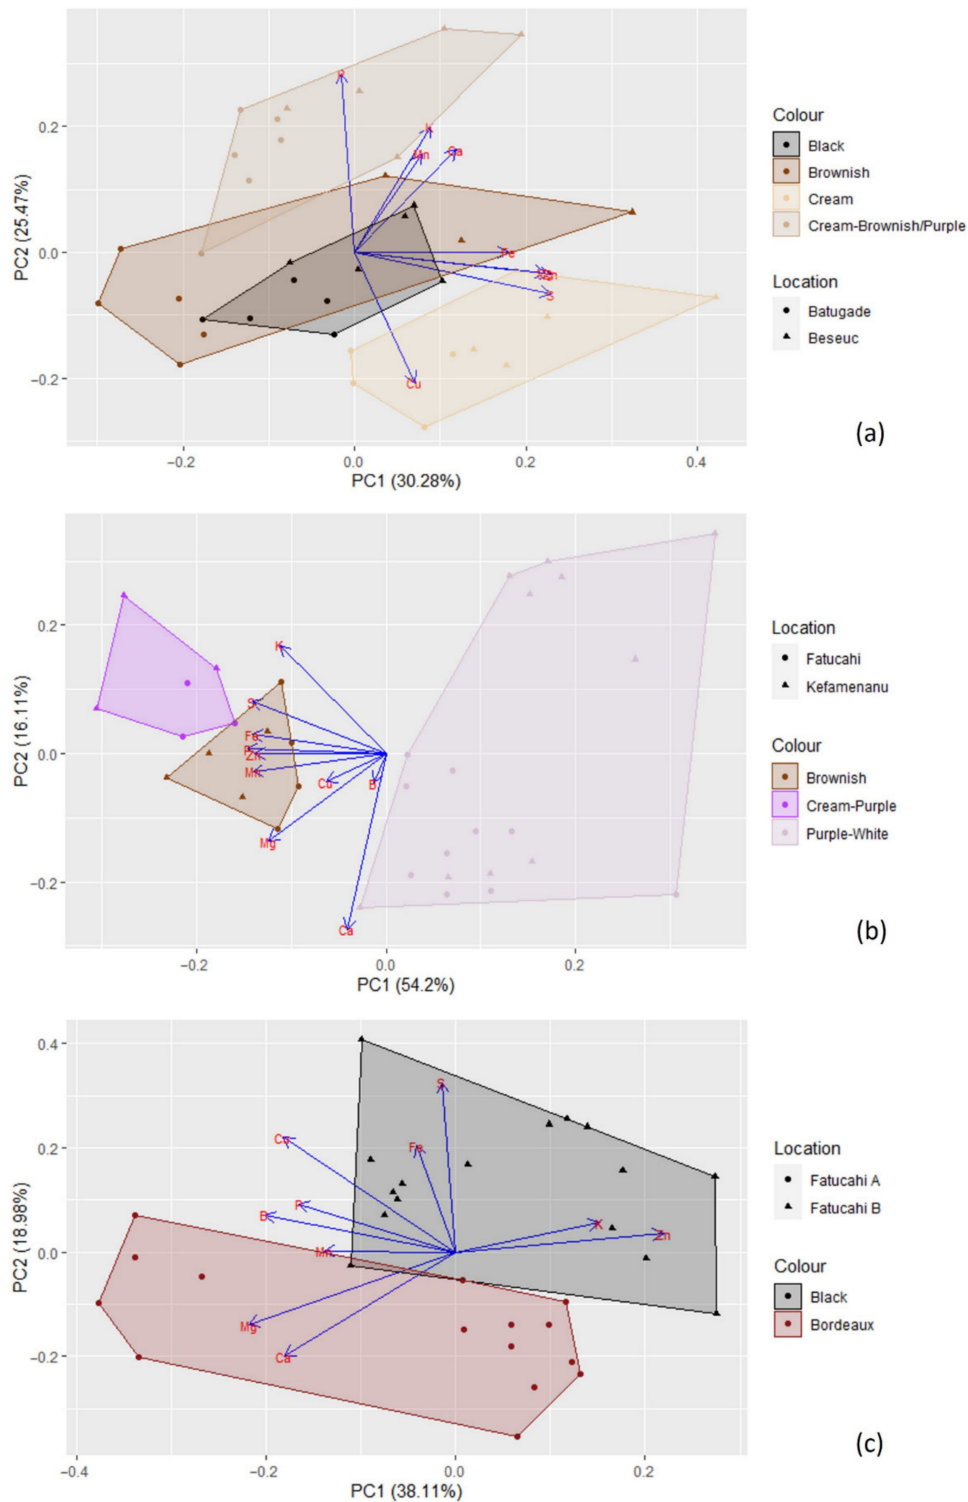 0.2
0.0
−0.2
PC2 (25.47%)
P
K
Mn
Ca
Fe
S
Cu
−0.2
0.0
0.2
0.4
PC1 (30.28%)
Colour
Black
Brownish
Cream
Cream-Brownish/Purple
Location
Batugade
Beseuc
(a)
0.2
0.0
−0.2
PC2 (16.11%)
K
S
Fe
Zn
Mn
Cu
B
Mg
Ca
−0.2
0.0
0.2
PC1 (54.2%)
Location
Fatucahi
Kefamenanu
Colour
Brownish
Cream-Purple
Purple-White
(b)
0.4
0.2
0.0
−0.2
PC2 (18.98%)
S
Fe
Cu
P
B
Mn
K
Zn
Mg
Ca
−0.4
−0.2
0.0
0.2
PC1 (38.11%)
Location
Fatucahi A
Fatucahi B
Colour
Black
Bordeaux
(c)